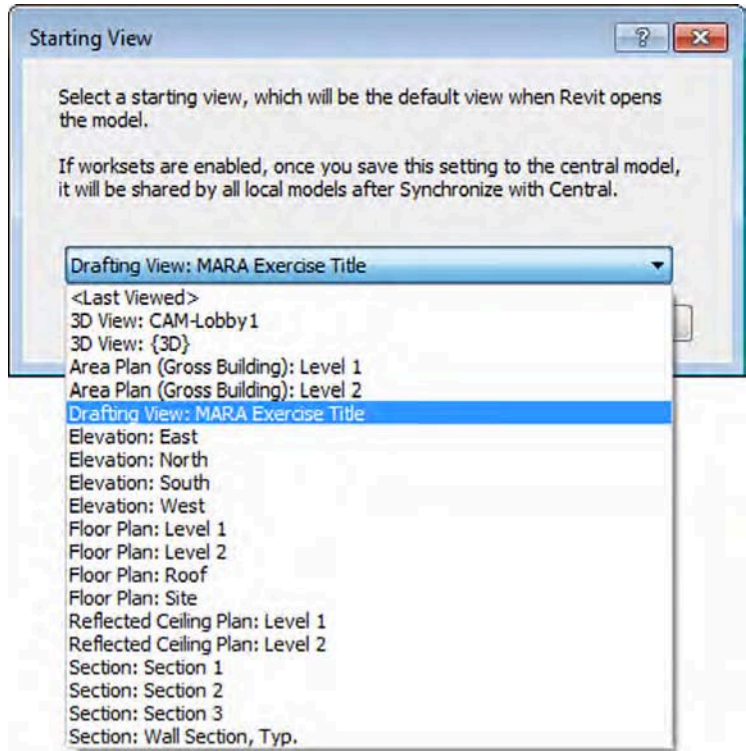 Starting View
?
Select a starting view, which will be the default view when Revit opens
the model.
If worksets are enabled, once you save this setting to the central model,
it will be shared by all local models after Synchronize with Central.
Drafting View: MARA Exercise Title
<Last Viewed>
3D View: CAM-Lobby1
3D View: {3D}
Area Plan (Gross Building): Level 1
Area Plan (Gross Building): Level 2
Drafting View: MARA Exercise Title
Elevation: East
Elevation: North
Elevation: South
Elevation: West
Floor Plan: Level 1
Floor Plan: Level 2
Floor Plan: Roof
Floor Plan: Site
Reflected Ceiling Plan: Level 1
Reflected Ceiling Plan: Level 2
Section: Section 1
Section: Section 2
Section: Section 3
Section: Wall Section, Typ.